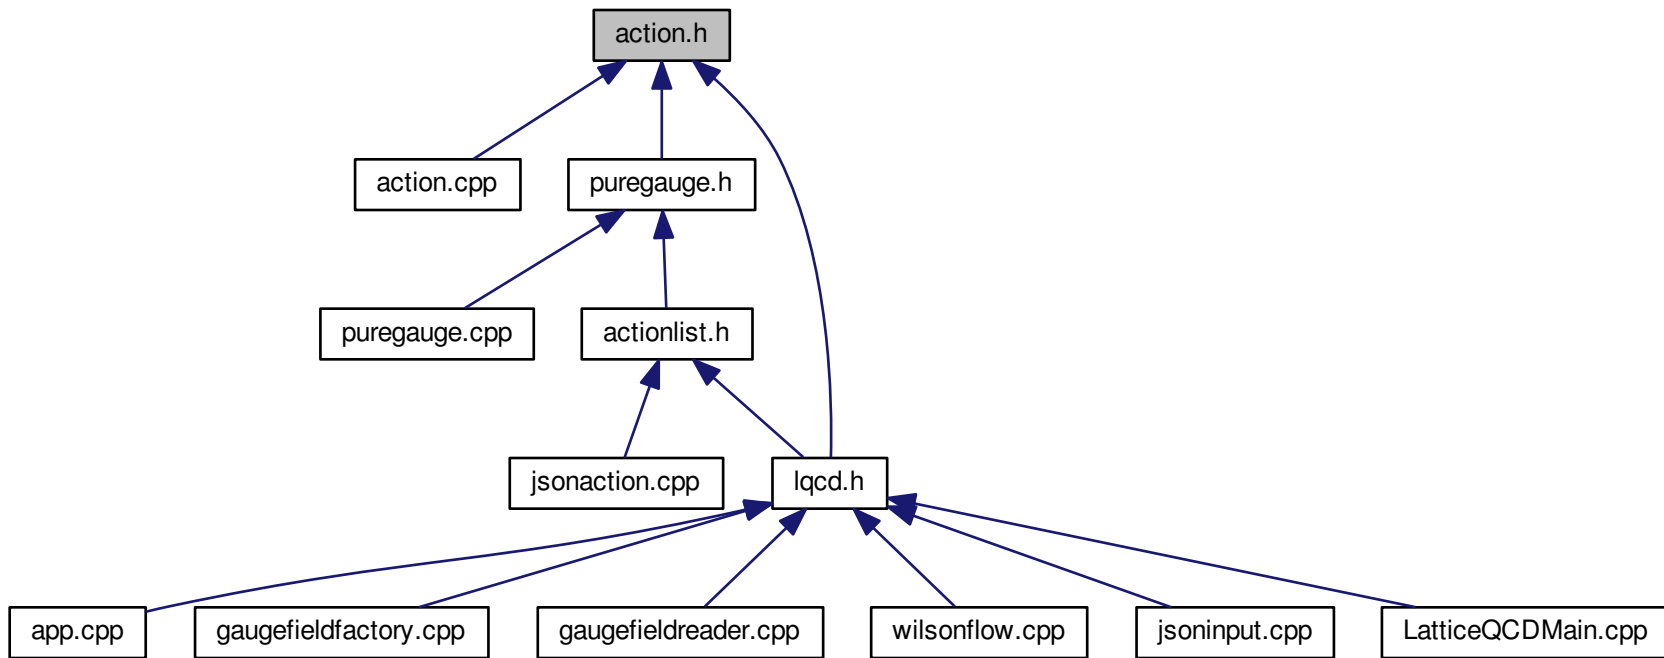 action.h
action.cpp
puregauge.h
puregauge.cpp
actionlist.h
jsonaction.cpp
lqcd.h
app.cpp
gaugefieldfactory.cpp
gaugefieldreader.cpp
wilsonflow.cpp
jsoninput.cpp
LatticeQCDMain.cpp